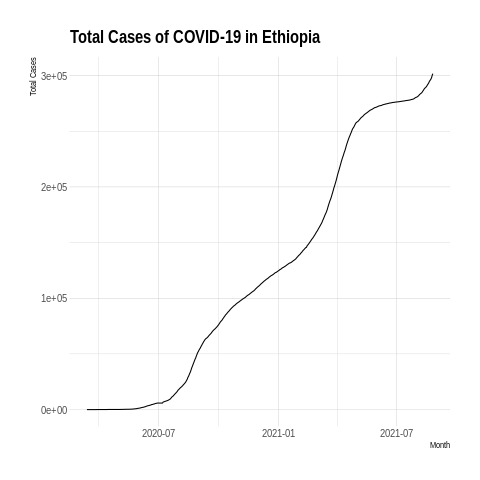 Total Cases of COVID-19 in Ethiopia
Total Cases
3e+05
2e+05
1e+05
0e+00
2020-07 2021-01 2021-07
Month